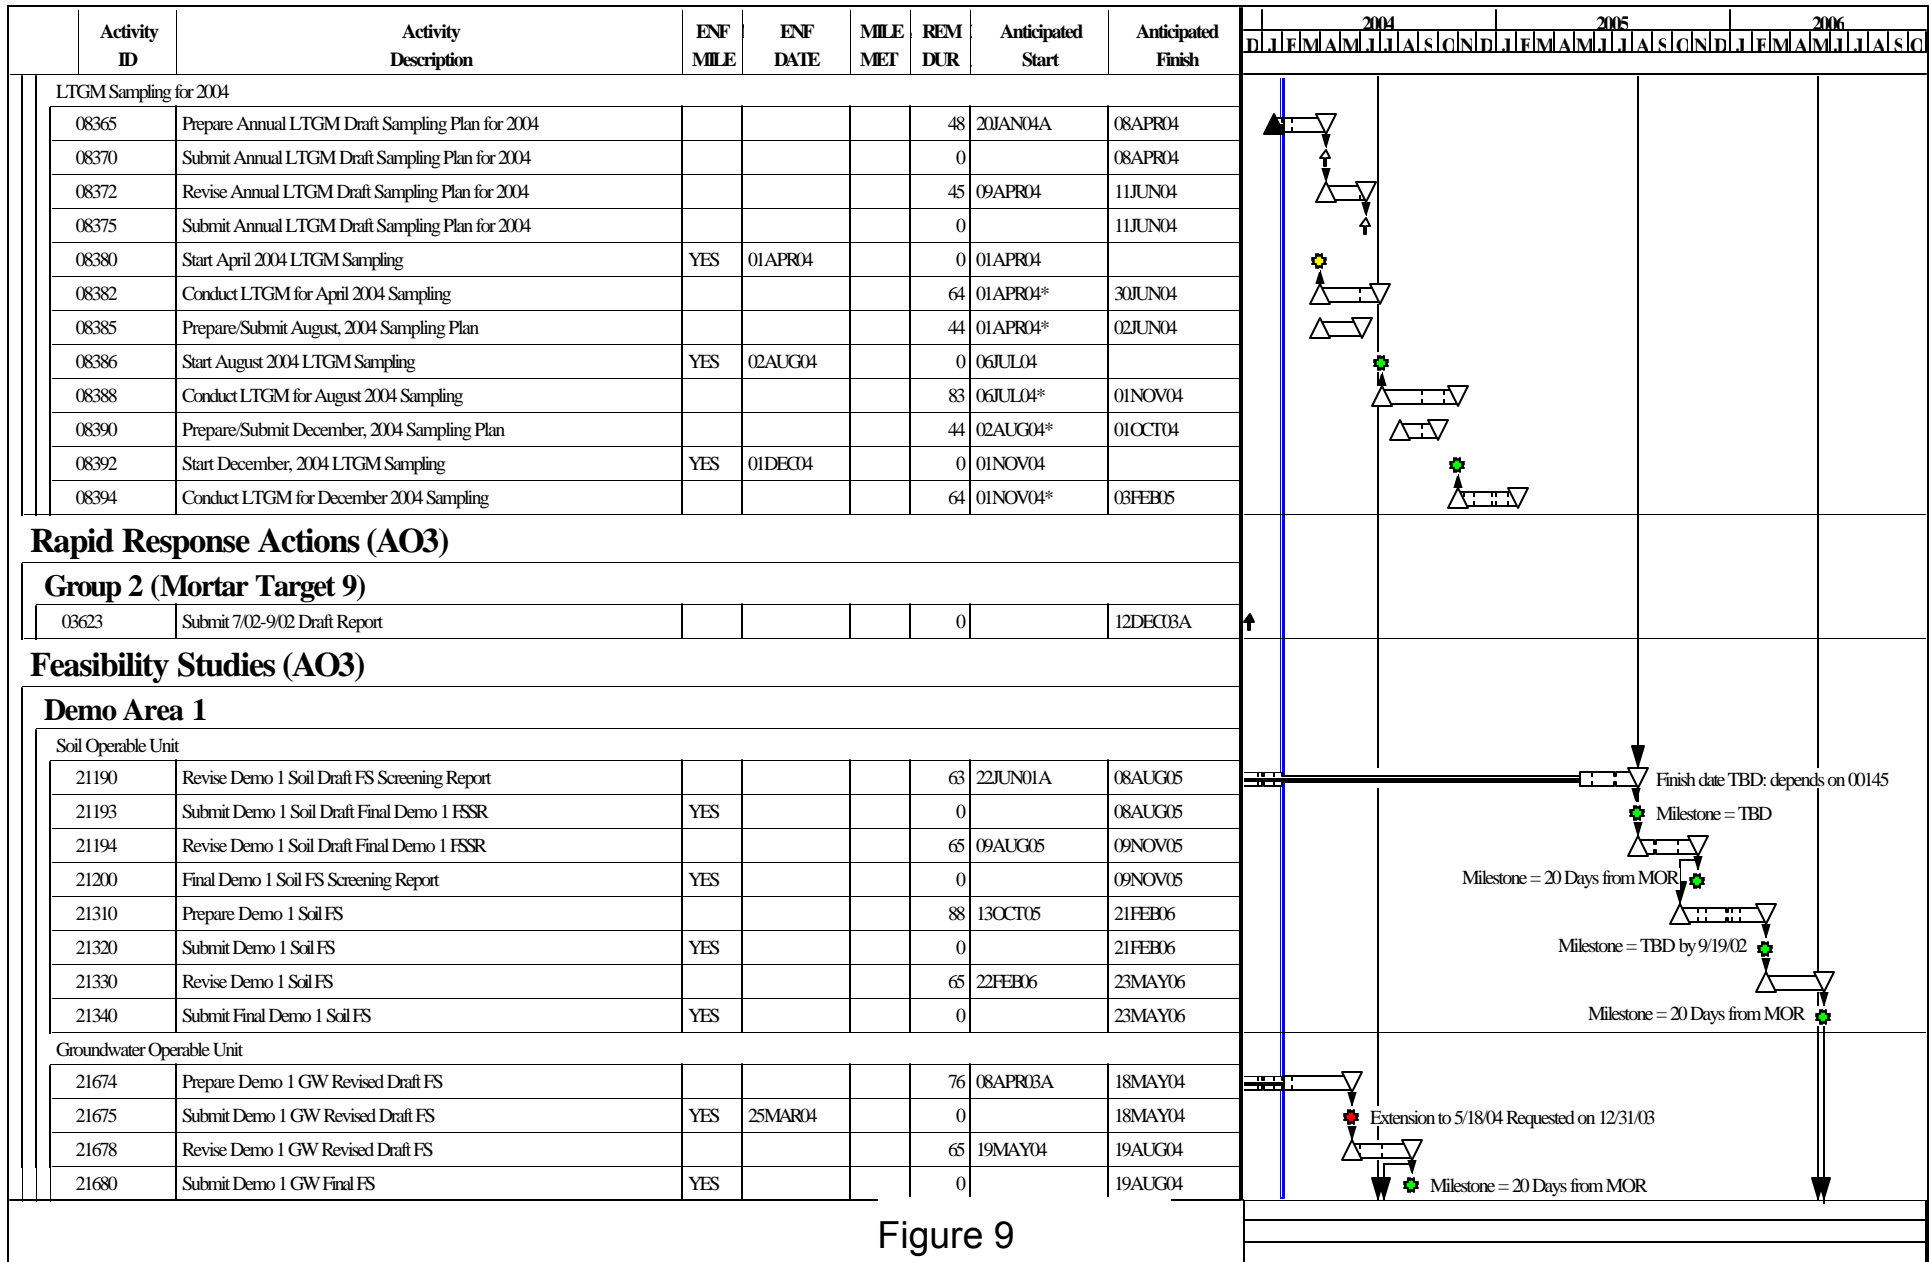 Activity ID Activity Description ENF MILE ENF DATE MILE MET REM DUR Anticipated Start Anticipated Finish
2004 2005 2006
D J F M A M J J A S O N D J F M A M J J A S O N D J F M A M J J A S O
LTGM Sampling for 2004
08365 Prepare Annual LTGM Draft Sampling Plan for 2004 48 20JAN04A 08APR04
08370 Submit Annual LTGM Draft Sampling Plan for 2004 0 08APR04
08372 Revise Annual LTGM Draft Sampling Plan for 2004 45 09APR04 11JUN04
08375 Submit Annual LTGM Draft Sampling Plan for 2004 0 11JUN04
08380 Start April 2004 LTGM Sampling YES 01APR04 0 01APR04
08382 Conduct LTGM for April 2004 Sampling 64 01APR04* 30JUN04
08385 Prepare/Submit August, 2004 Sampling Plan 44 01APR04* 02JUN04
08386 Start August 2004 LTGM Sampling YES 02AUG04 0 06JUL04
08388 Conduct LTGM for August 2004 Sampling 83 06JUL04* 01NOV04
08390 Prepare/Submit December, 2004 Sampling Plan 44 02AUG04* 01OCT04
08392 Start December, 2004 LTGM Sampling YES 01DEC04 0 01NOV04
08394 Conduct LTGM for December 2004 Sampling 64 01NOV04* 03FEB05
Rapid Response Actions (AO3)
Group 2 (Mortar Target 9)
03623 Submit 7/02-9/02 Draft Report 0 12DEC03A
Feasibility Studies (AO3)
Demo Area 1
Soil Operable Unit
21190 Revise Demo 1 Soil Draft FS Screening Report 63 22JUN01A 08AUG05 Finish date TBD: depends on 00145
21193 Submit Demo 1 Soil Draft Final Demo 1 FSSR YES 0 08AUG05 Milestone = TBD
21194 Revise Demo 1 Soil Draft Final Demo 1 FSSR 65 09AUG05 09NOV05
21200 Final Demo 1 Soil FS Screening Report YES 0 09NOV05 Milestone = 20 Days from MOR
21310 Prepare Demo 1 Soil FS 88 13OCT05 21FEB06
21320 Submit Demo 1 Soil FS YES 0 21FEB06 Milestone = TBD by 9/19/02
21330 Revise Demo 1 Soil FS 65 22FEB06 23MAY06
21340 Submit Final Demo 1 Soil FS YES 0 23MAY06 Milestone = 20 Days from MOR
Groundwater Operable Unit
21674 Prepare Demo 1 GW Revised Draft FS 76 08APR03A 18MAY04
21675 Submit Demo 1 GW Revised Draft FS YES 25MAR04 0 18MAY04 Extension to 5/18/04 Requested on 12/31/03
21678 Revise Demo 1 GW Revised Draft FS 65 19MAY04 19AUG04
21680 Submit Demo 1 GW Final FS YES 0 19AUG04 Milestone = 20 Days from MOR
Figure 9